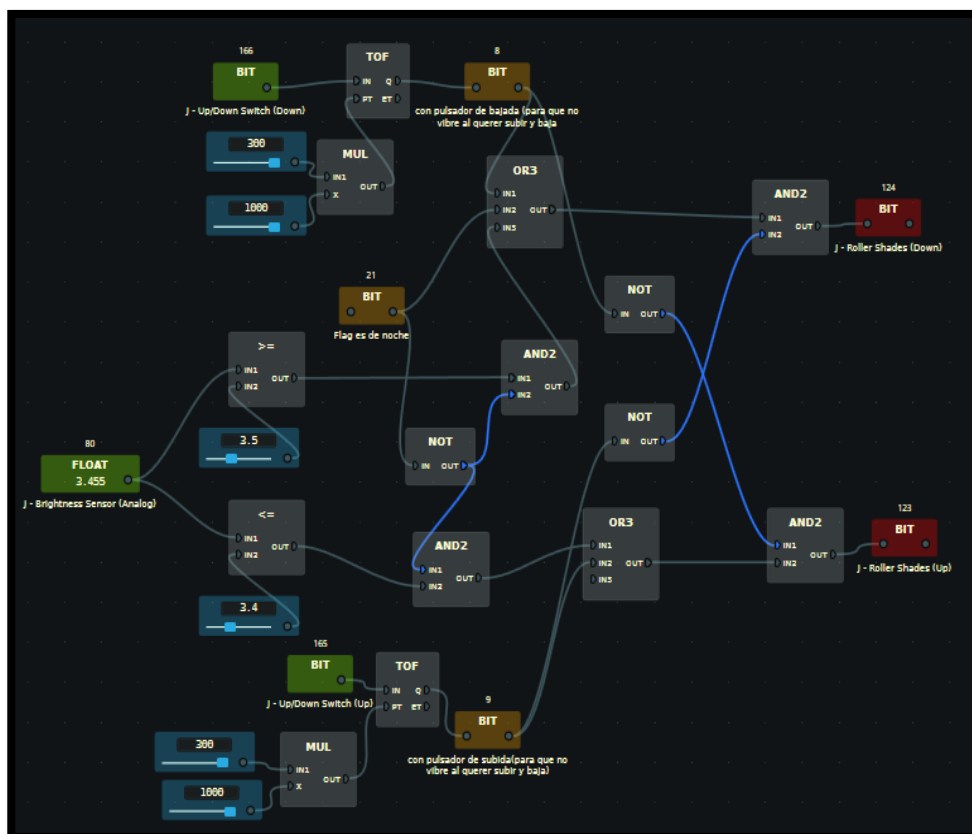 166
BIT
J - Up/Down Switch (Down)
TOF
IN Q
PT ET
8
BIT
con pulsador de bajada (para que no
vibre al querer subir y baja
300
1000
MUL
IN1
X
OUT
OR3
IN1
IN2
IN3
OUT
AND2
IN1
IN2
OUT
124
BIT
J - Roller Shades (Down)
21
BIT
Flag es de noche
NOT
IN OUT
>=
IN1
IN2
OUT
3.5
AND2
IN1
IN2
OUT
NOT
IN OUT
NOT
IN OUT
80
FLOAT
3.455
J - Brightness Sensor (Analog)
<=
IN1
IN2
OUT
3.4
AND2
IN1
IN2
OUT
OR3
IN1
IN2
IN3
OUT
AND2
IN1
IN2
OUT
123
BIT
J - Roller Shades (Up)
165
BIT
J - Up/Down Switch (Up)
TOF
IN Q
PT ET
9
BIT
con pulsador de subida(para que no
vibre al querer subir y baja)
300
1000
MUL
IN1
X
OUT